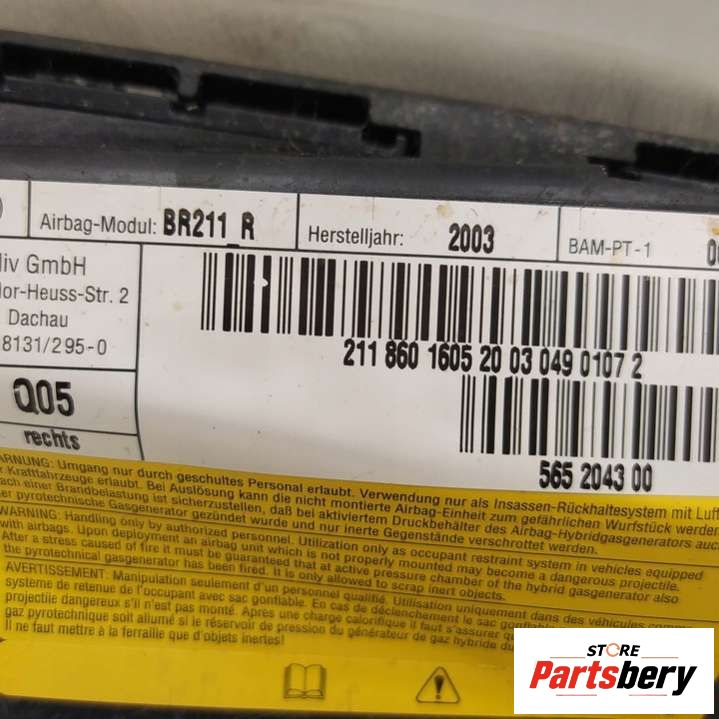 Airbag-Modul: BR211_R
Herstelljahr: 2003
BAM-PT-1
liv GmbH
lor-Heuss-Str. 2
Dachau
8131/295-0
Q05
rechts
211 860 1605 20 03 049 0107 2
565 2043 00
WARNUNG: Umgang nur durch geschultes Personal erlaubt. Verwendung nur als Insassen-Rückhaltesystem mit Luft
r Kraftfahrzeuge erlaubt. Bei Auslösung kann die nicht montierte Airbag-Einheit zum gefährlichen Wurfstück werden
ach einer Brandbelastung ist sicherzustellen, daß bei aktiviertem Druckbehälter des Airbag-Hybridgasgenerators auc
er pyrotechnische Gasgenerator gezündet wurde und nur inerte Gegenstände verschrottet werden.
WARNING: Handling only by authorized personnel. Utilization only as occupant restraint system in vehicles equipped
with airbags. Upon deployment an airbag unit which is not properly mounted may become a dangerous projectile.
After a stress caused of fire it must be guaranteed that at active pressure chamber of the hybrid gasgenerator also
the pyrotechnical gasgenerator has been fired. It is only allowed to scrap inert objects.
AVERTISSEMENT: Manipulation seulement d'un personnel qualifié. Utilisation uniquement dans des véhicules comme
système de retenue de l'occupant avec sac gonflable. En cas de déclenchement le sac gonflable
projectile dangereux s'il n'est pas monté. Après une charge calorifique il faut s'assurer que
gaz pyrotechnique soit allumé si le réservoir de pression du générateur de gaz hybride du
Il ne faut mettre à la ferraille que d'objets inertes!
STORE
Partsbery